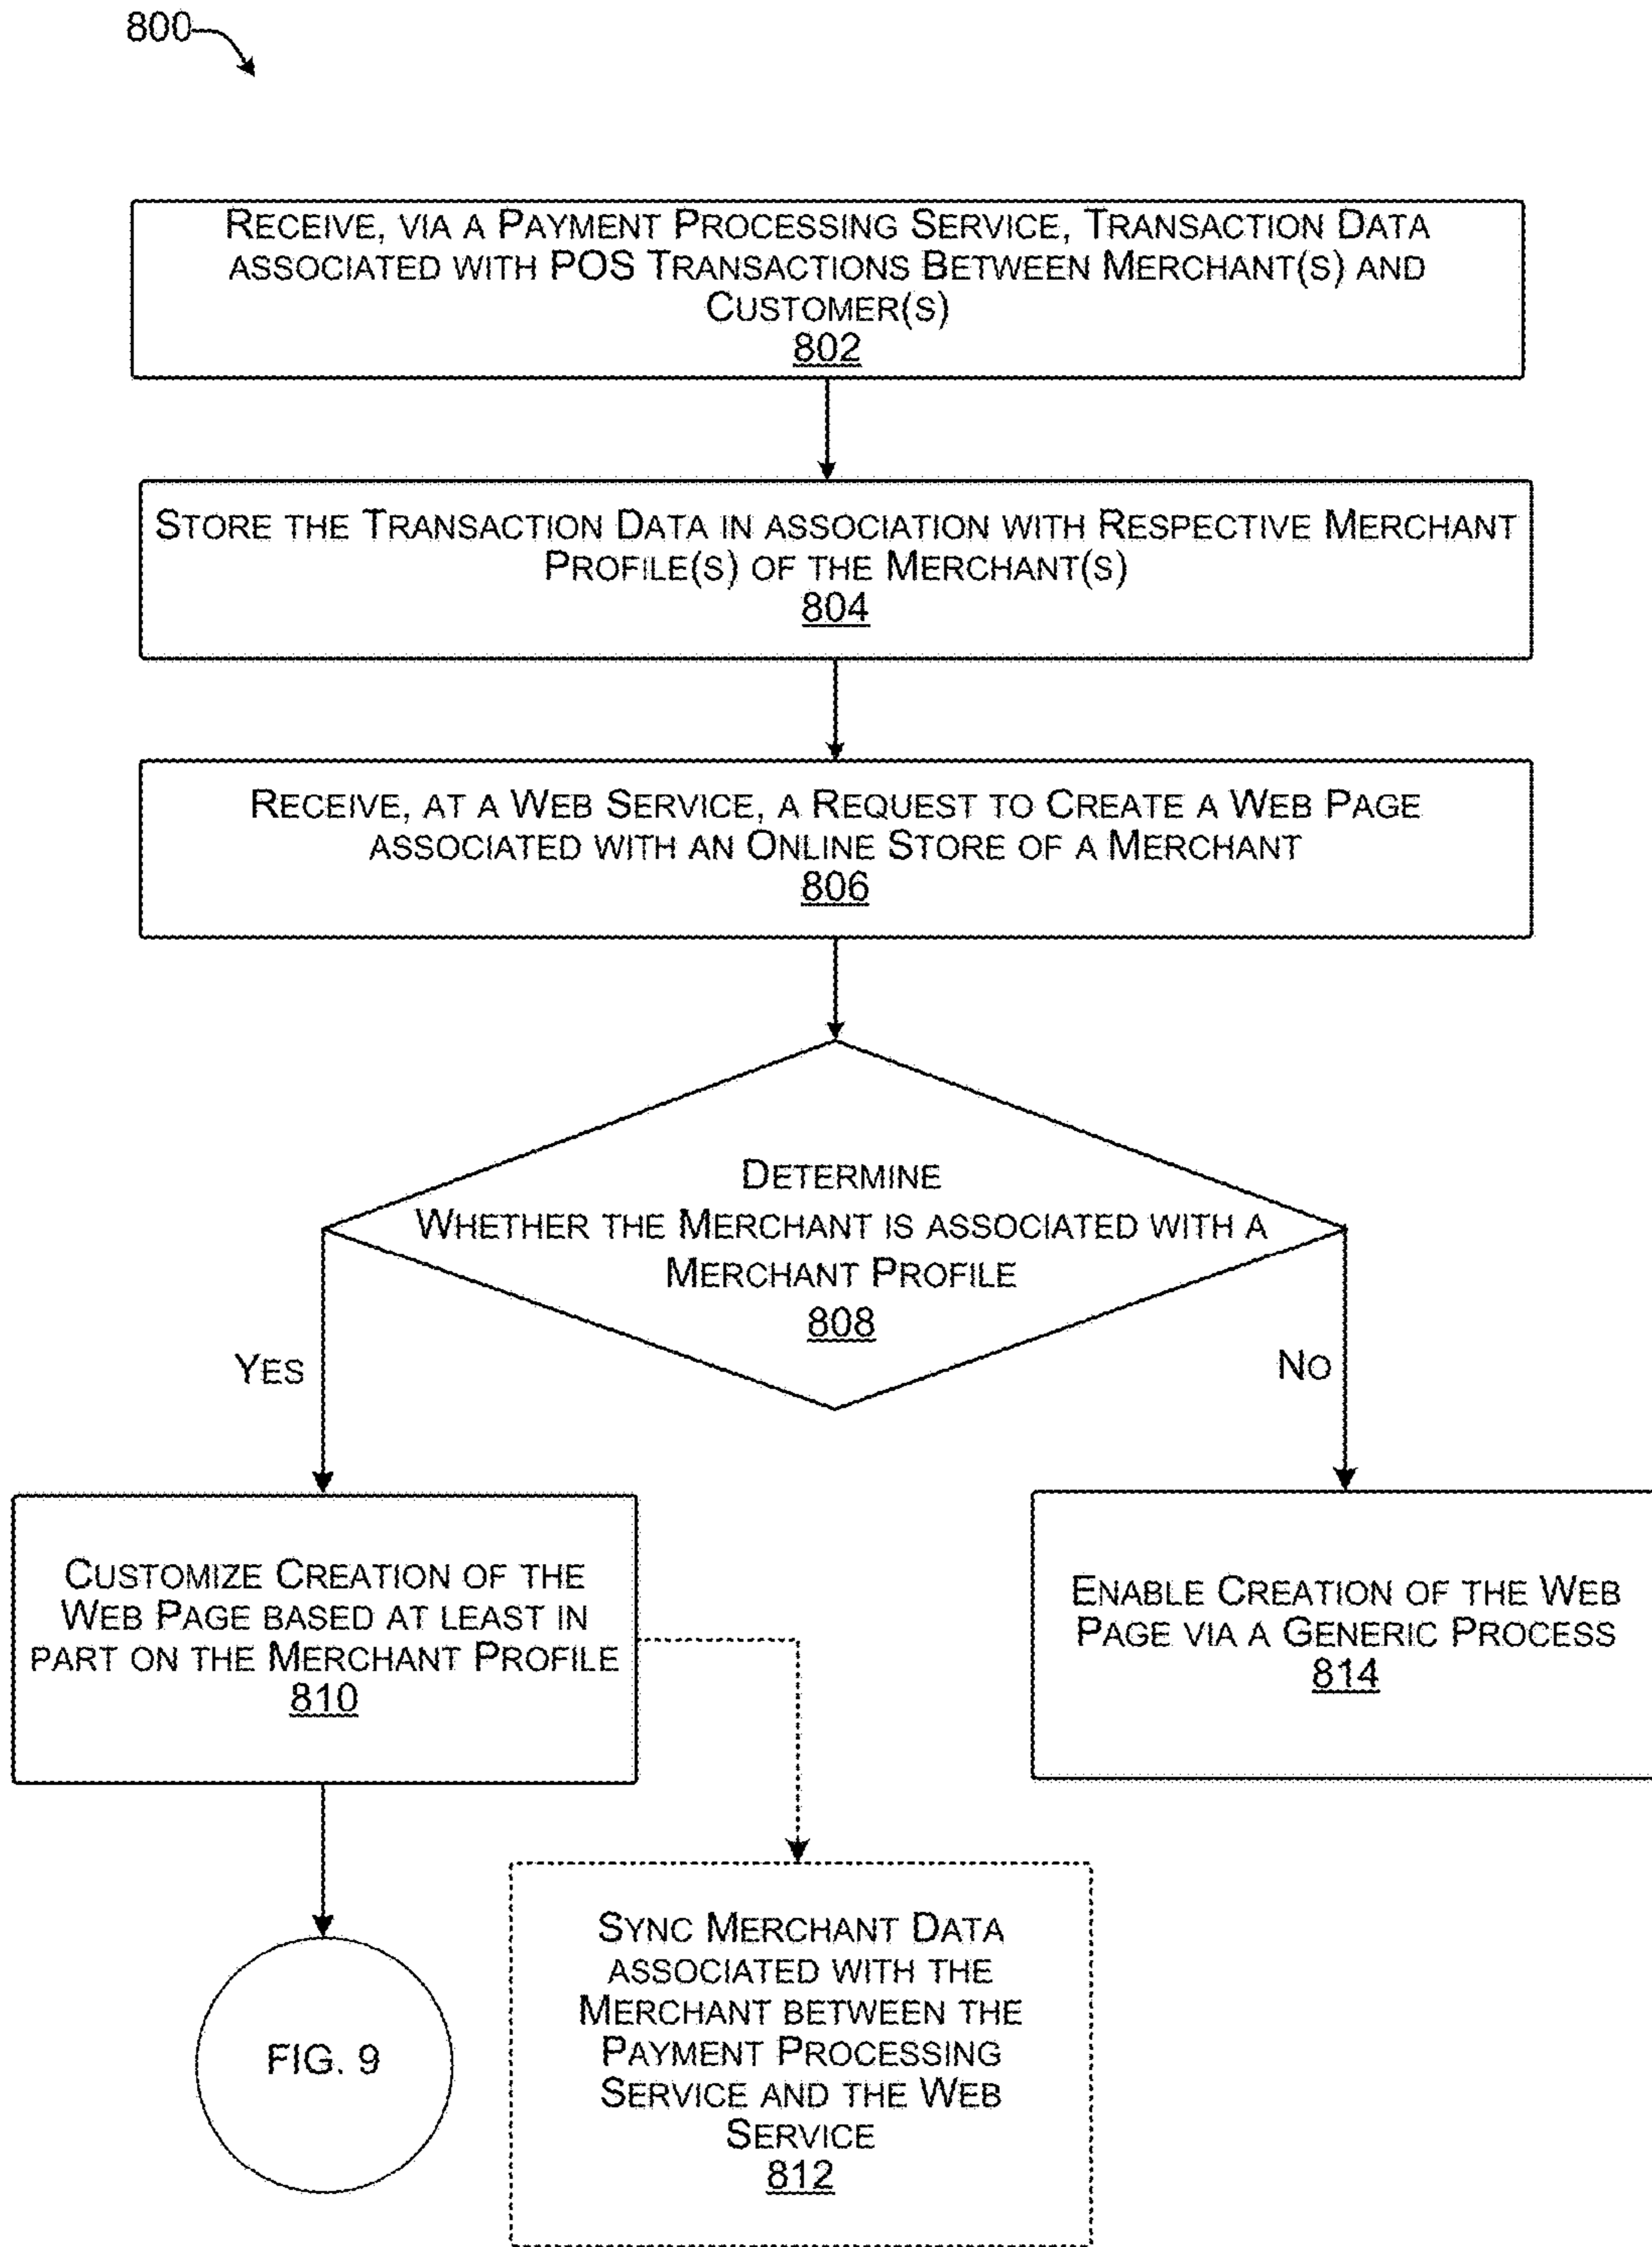 800
Receive, via a Payment Processing Service, Transaction Data
associated with POS Transactions Between Merchant(s) and
Customer(s)
802
Store the Transaction Data in association with Respective Merchant
Profile(s) of the Merchant(s)
804
Receive, at a Web Service, a Request to Create a Web Page
associated with an Online Store of a Merchant
806
Determine
Whether the Merchant is associated with a
Merchant Profile
808
Yes
No
Customize Creation of the
Web Page based at least in
part on the Merchant Profile
810
Enable Creation of the Web
Page via a Generic Process
814
Sync Merchant Data
associated with the
Merchant between the
Payment Processing
Service and the Web
Service
812
FIG. 9